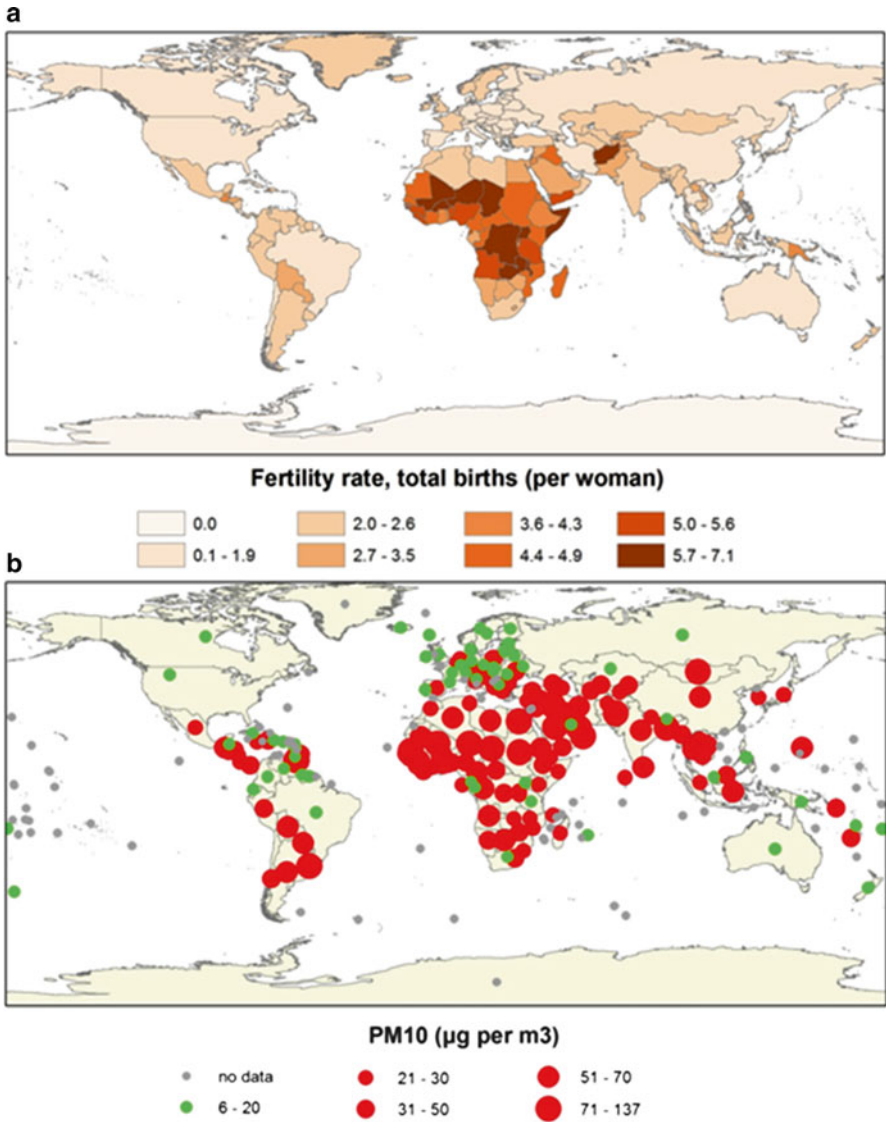 a
Fertility rate, total births (per woman)
0.0 2.0 - 2.6 3.6 - 4.3 5.0 - 5.6
0.1 - 1.9 2.7 - 3.5 4.4 - 4.9 5.7 - 7.1
b
PM10 (µg per m3)
no data 21 - 30 51 - 70
6 - 20 31 - 50 71 - 137